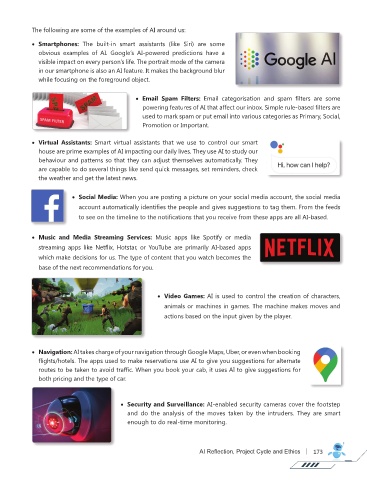 The following are some of the examples of AI around us:
• Smartphones: The built-in smart assistants (like Siri) are some
obvious examples of AI. Google's AI-powered predictions have a
visible impact on every person's life. The portrait mode of the camera
in our smartphone is also an AI feature. It makes the background blur
while focusing on the foreground object.
Google AI
• Email Spam Filters: Email categorisation and spam filters are some
powering features of AI that affect our inbox. Simple rule-based filters are
used to mark spam or put email into various categories as Primary, Social,
Promotion or Important.
SPAM FILTER
• Virtual Assistants: Smart virtual assistants that we use to control our smart
house are prime examples of AI impacting our daily lives. They use AI to study our
behaviour and patterns so that they can adjust themselves automatically. They
are capable to do several things like send quick messages, set reminders, check
the weather and get the latest news.
Hi, how can I help?
• Social Media: When you are posting a picture on your social media account, the social media
account automatically identifies the people and gives suggestions to tag them. From the feeds
to see on the timeline to the notifications that you receive from these apps are all AI-based.
• Music and Media Streaming Services: Music apps like Spotify or media
streaming apps like Netflix, Hotstar, or YouTube are primarily AI-based apps
which make decisions for us. The type of content that you watch becomes the
base of the next recommendations for you.
NETFLIX
• Video Games: AI is used to control the creation of characters,
animals or machines in games. The machine makes moves and
actions based on the input given by the player.
• Navigation: AI takes charge of your navigation through Google Maps, Uber, or even when booking
flights/hotels. The apps used to make reservations use AI to give you suggestions for alternate
routes to be taken to avoid traffic. When you book your cab, it uses AI to give suggestions for
both pricing and the type of car.
• Security and Surveillance: AI-enabled security cameras cover the footstep
and do the analysis of the moves taken by the intruders. They are smart
enough to do real-time monitoring.
AI Reflection, Project Cycle and Ethics | 173